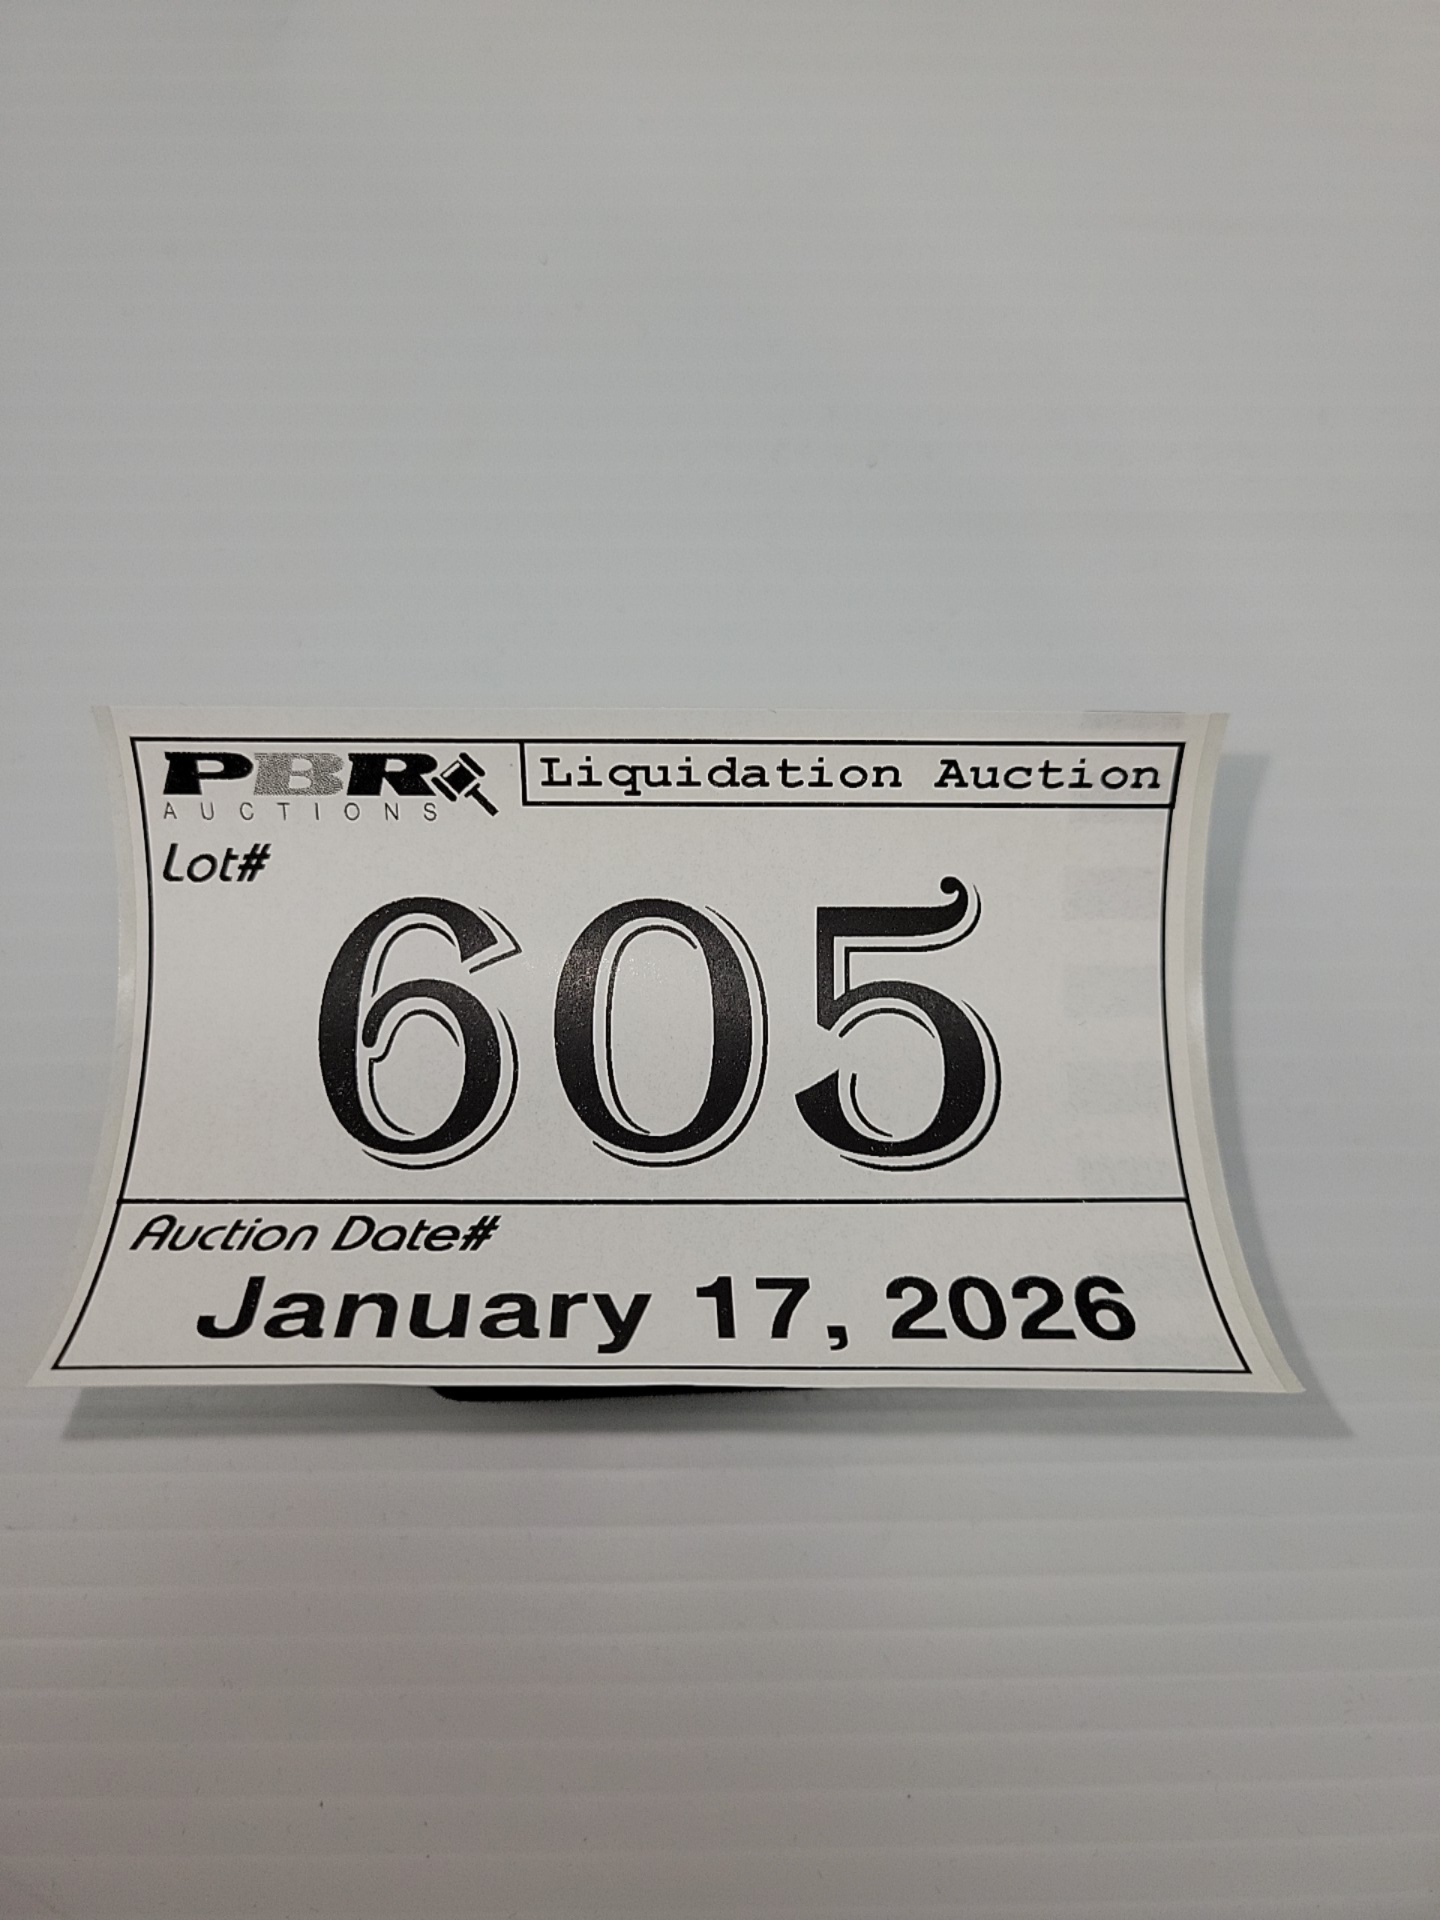 PBR
AUCTIONS
Liquidation Auction
Lot#
605
Auction Date#
January 17, 2026